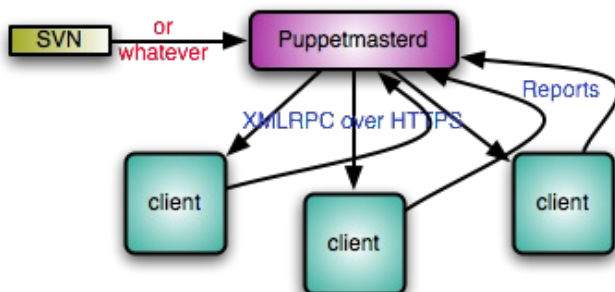 SVN
or
whatever
Puppetmasterd
Reports
XMLRPC over HTTPS
client
client
client